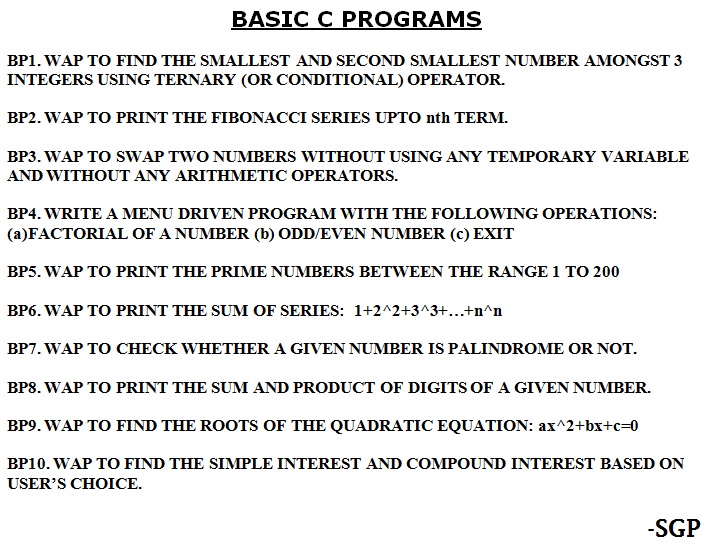 BASIC C PROGRAMS
BP1. WAP TO FIND THE SMALLEST AND SECOND SMALLEST NUMBER AMONGST 3
INTEGERS USING TERNARY (OR CONDITIONAL) OPERATOR.
BP2. WAP TO PRINT THE FIBONACCI SERIES UPTO nth TERM.
BP3. WAP TO SWAP TWO NUMBERS WITHOUT USING ANY TEMPORARY VARIABLE
AND WITHOUT ANY ARITHMETIC OPERATORS.
BP4. WRITE A MENU DRIVEN PROGRAM WITH THE FOLLOWING OPERATIONS:
(a)FACTORIAL OF A NUMBER (b) ODD/EVEN NUMBER (c) EXIT
BP5. WAP TO PRINT THE PRIME NUMBERS BETWEEN THE RANGE 1 TO 200
BP6. WAP TO PRINT THE SUM OF SERIES: 1+2^2+3^3+…+n^n
BP7. WAP TO CHECK WHETHER A GIVEN NUMBER IS PALINDROME OR NOT.
BP8. WAP TO PRINT THE SUM AND PRODUCT OF DIGITS OF A GIVEN NUMBER.
BP9. WAP TO FIND THE ROOTS OF THE QUADRATIC EQUATION: ax^2+bx+c=0
BP10. WAP TO FIND THE SIMPLE INTEREST AND COMPOUND INTEREST BASED ON
USER’S CHOICE.
-SGP